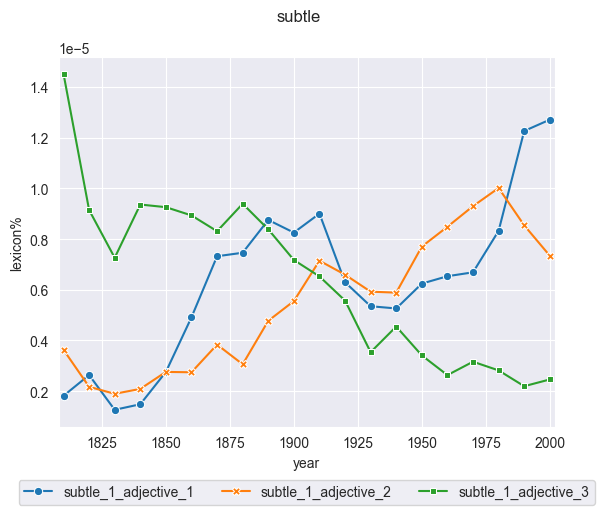 subtle
1e−5
1.4
1.2
1.0
0.8
0.6
0.4
0.2
lexicon%
1825 1850 1875 1900 1925 1950 1975 2000
year
subtle_1_adjective_1 subtle_1_adjective_2 subtle_1_adjective_3